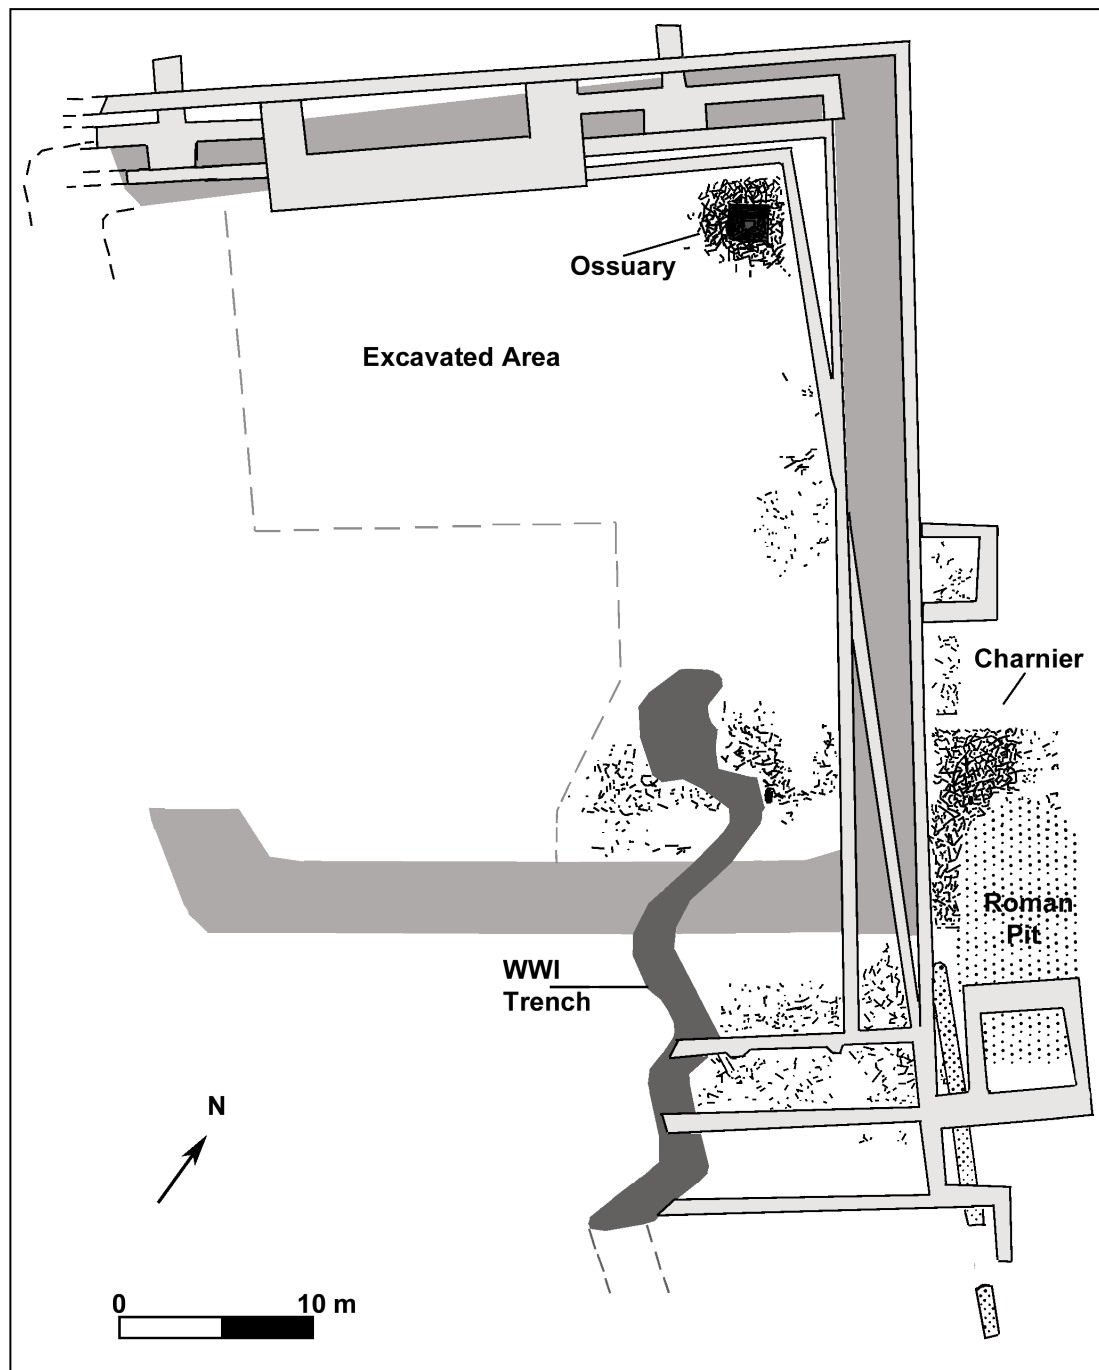 Ossuary
Excavated Area
Charnier
Roman
Pit
WWI
Trench
N
0 10 m